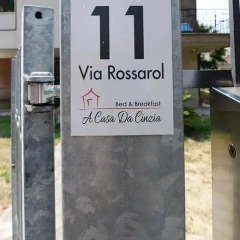 11
Via Rossarol
Bed & Breakfast
A Casa Da Cinzia